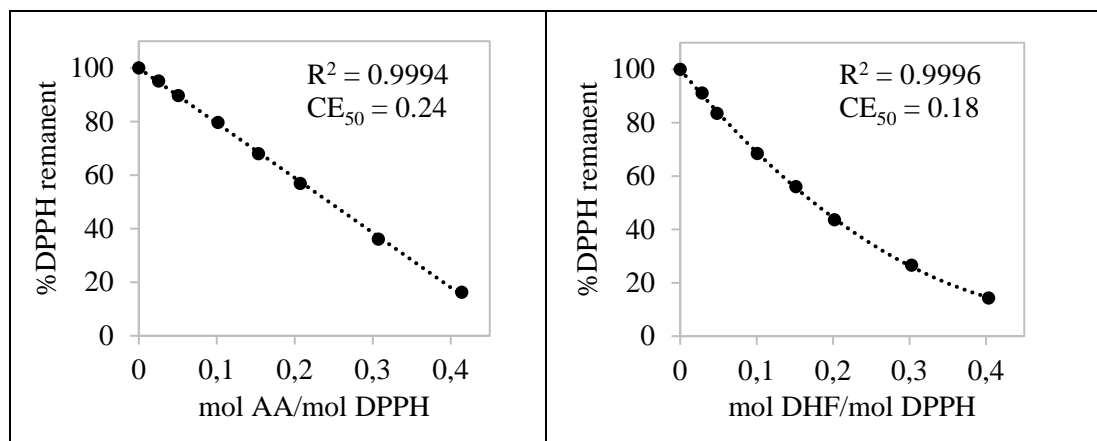 %DPPH remanent
100
80
60
40
20
0
R² = 0.9994
CE₅₀ = 0.24
0 0,1 0,2 0,3 0,4
mol AA/mol DPPH
%DPPH remanent
100
80
60
40
20
0
R² = 0.9996
CE₅₀ = 0.18
0 0,1 0,2 0,3 0,4
mol DHF/mol DPPH